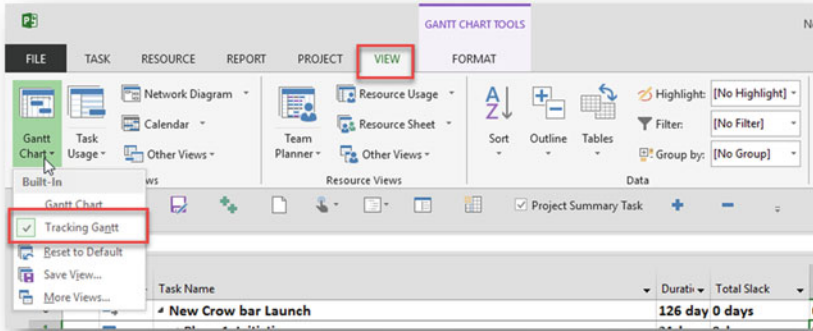 GANTT CHART TOOLS
FILE TASK RESOURCE REPORT PROJECT VIEW FORMAT
Gantt Chart
Task Usage
Network Diagram
Calendar
Other Views
Team Planner
Resource Usage
Resource Sheet
Other Views
Resource Views
Sort
Outline
Tables
Highlight: [No Highlight]
Filter: [No Filter]
Group by: [No Group]
Data
Built-In
Gantt Chart
Tracking Gantt
Reset to Default
Save View...
More Views...
Project Summary Task
Task Name Total Slack
New Crow bar Launch 126 day 0 days